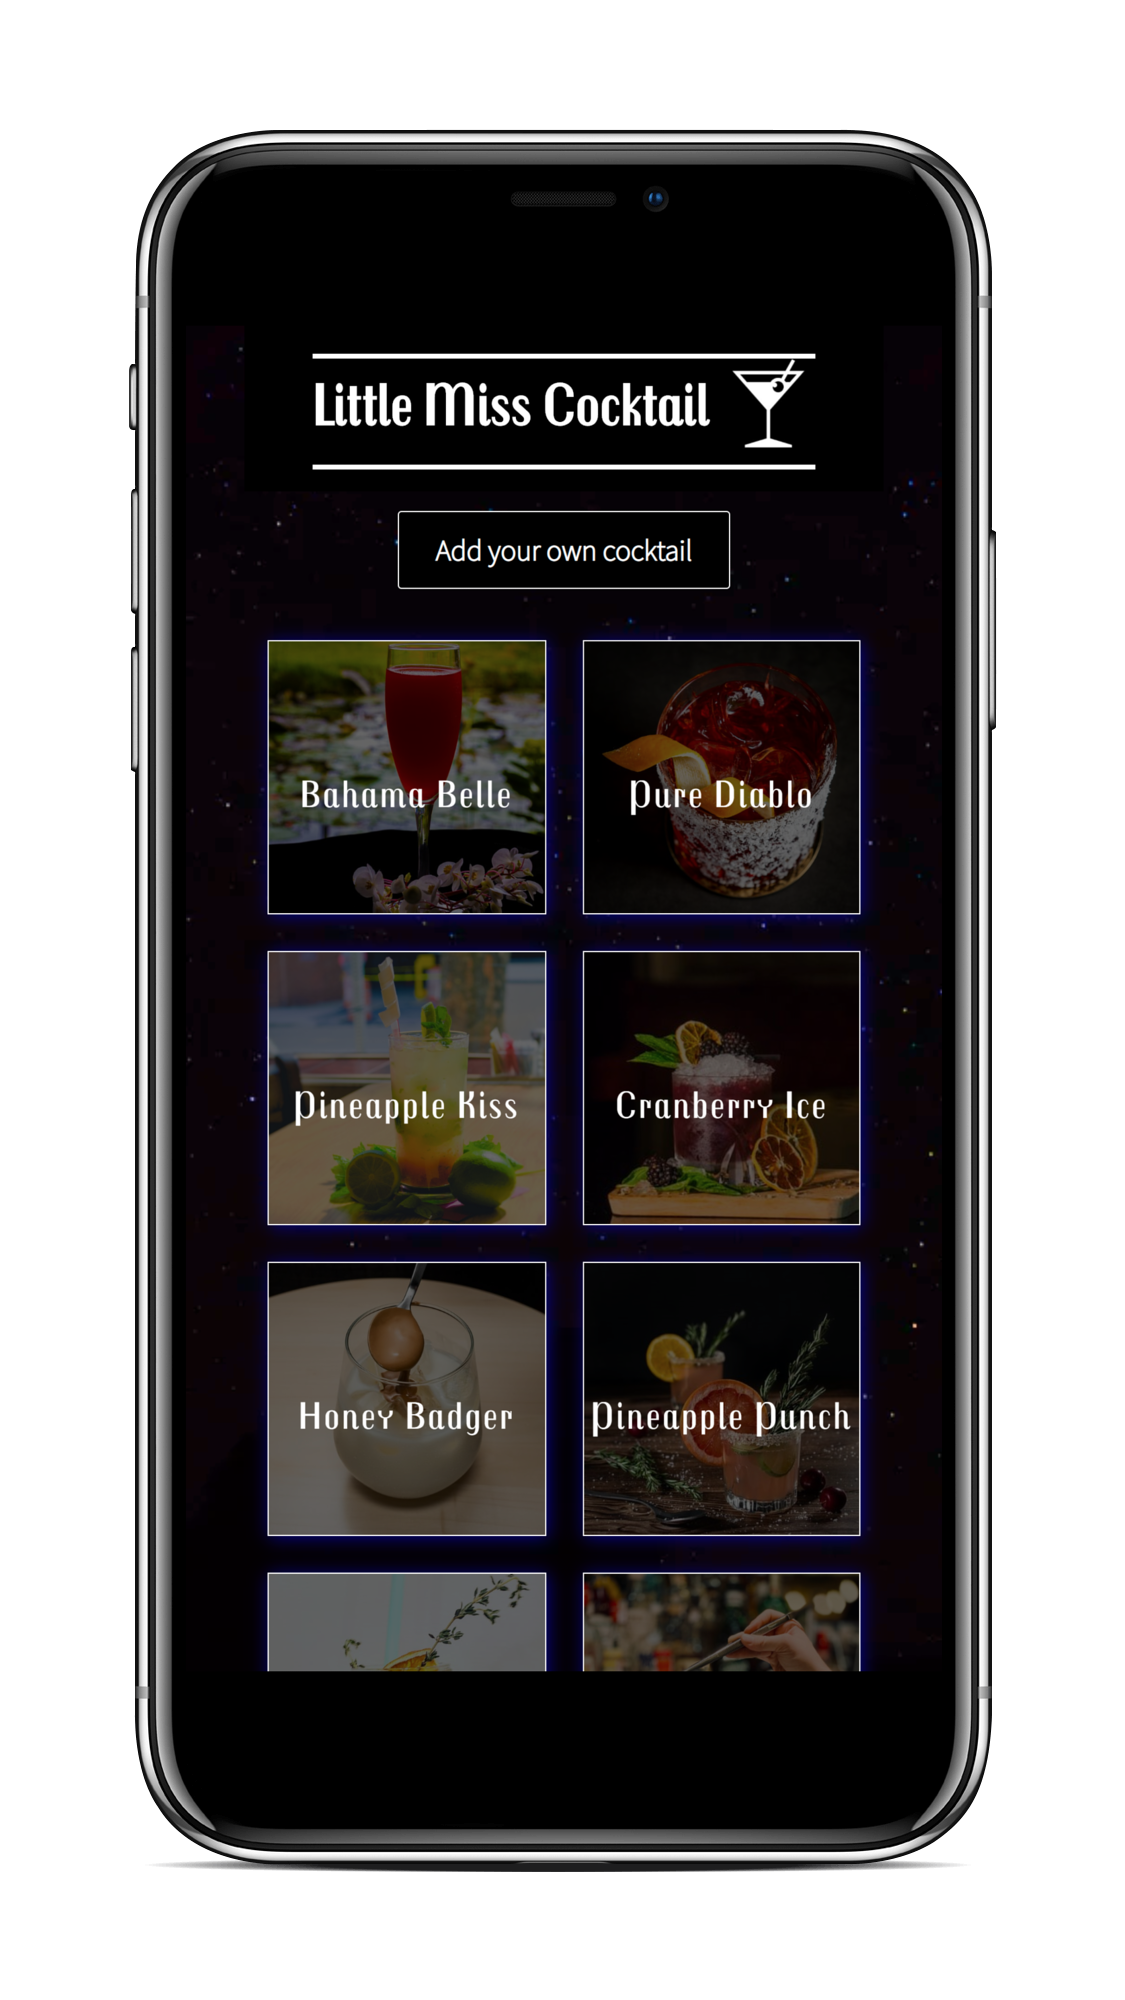 Little Miss Cocktail
Add your own cocktail
Bahama Belle
Pure Diablo
Pineapple Kiss
Cranberry Ice
Honey Badger
Pineapple Punch